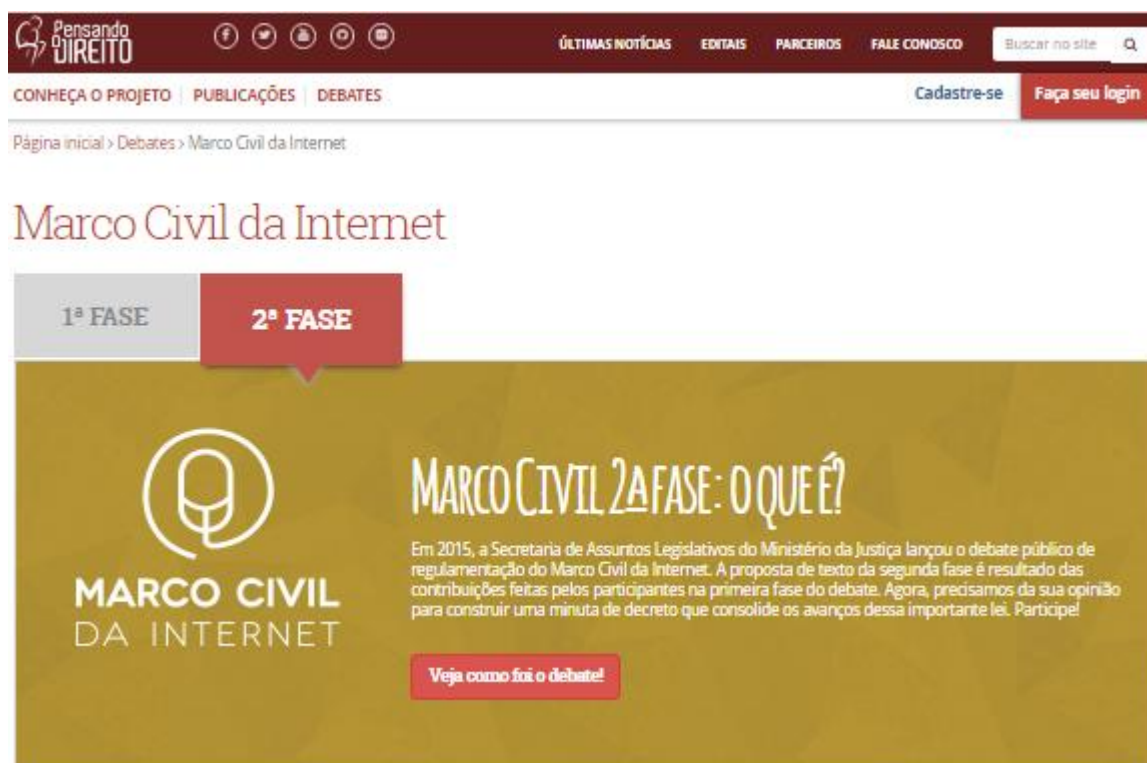 Pensando
O DIREITO
ÚLTIMAS NOTÍCIAS EDITAIS PARCEIROS FALE CONOSCO Buscar no site
CONHEÇA O PROJETO PUBLICAÇÕES DEBATES Cadastre-se Faça seu login
Página inicial > Debates > Marco Civil da Internet
Marco Civil da Internet
1ª FASE 2ª FASE
MARCO CIVIL 2A FASE: O QUE É?
Em 2015, a Secretaria de Assuntos Legislativos do Ministério da Justiça lançou o debate público de
regulamentação do Marco Civil da Internet. A proposta de texto da segunda fase é resultado das
contribuições feitas pelos participantes na primeira fase do debate. Agora, precisamos da sua opinião
para construir uma minuta de decreto que consolide os avanços dessa importante lei. Participe!
MARCO CIVIL
DA INTERNET
Veja como foi o debate!